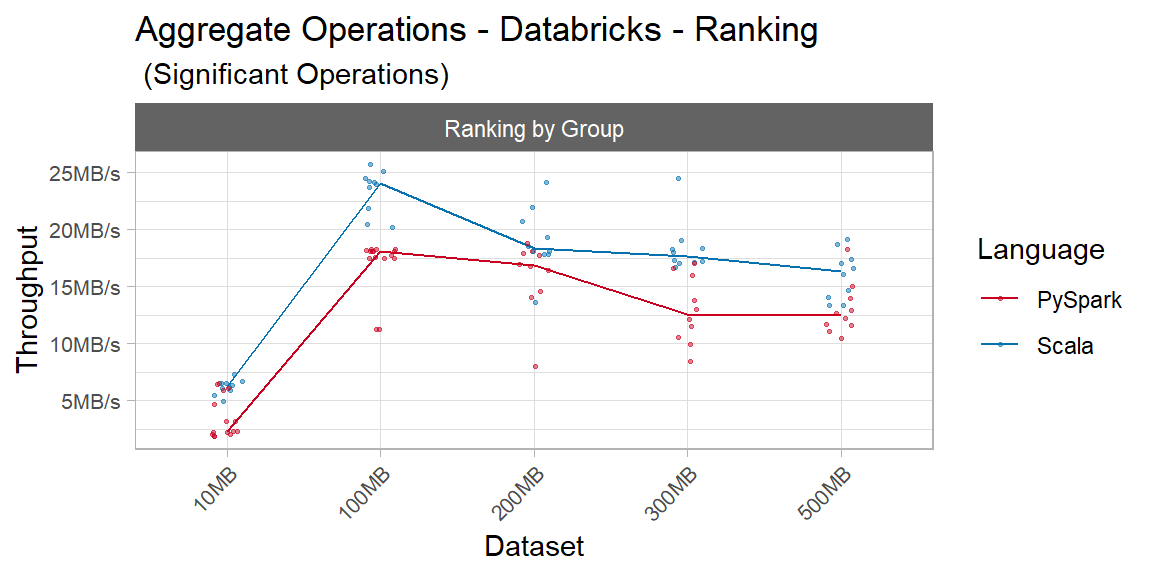 Aggregate Operations - Databricks - Ranking
(Significant Operations)
Ranking by Group
25MB/s
20MB/s
15MB/s
10MB/s
5MB/s
Throughput
10MB
100MB
200MB
300MB
500MB
Dataset
Language
PySpark
Scala